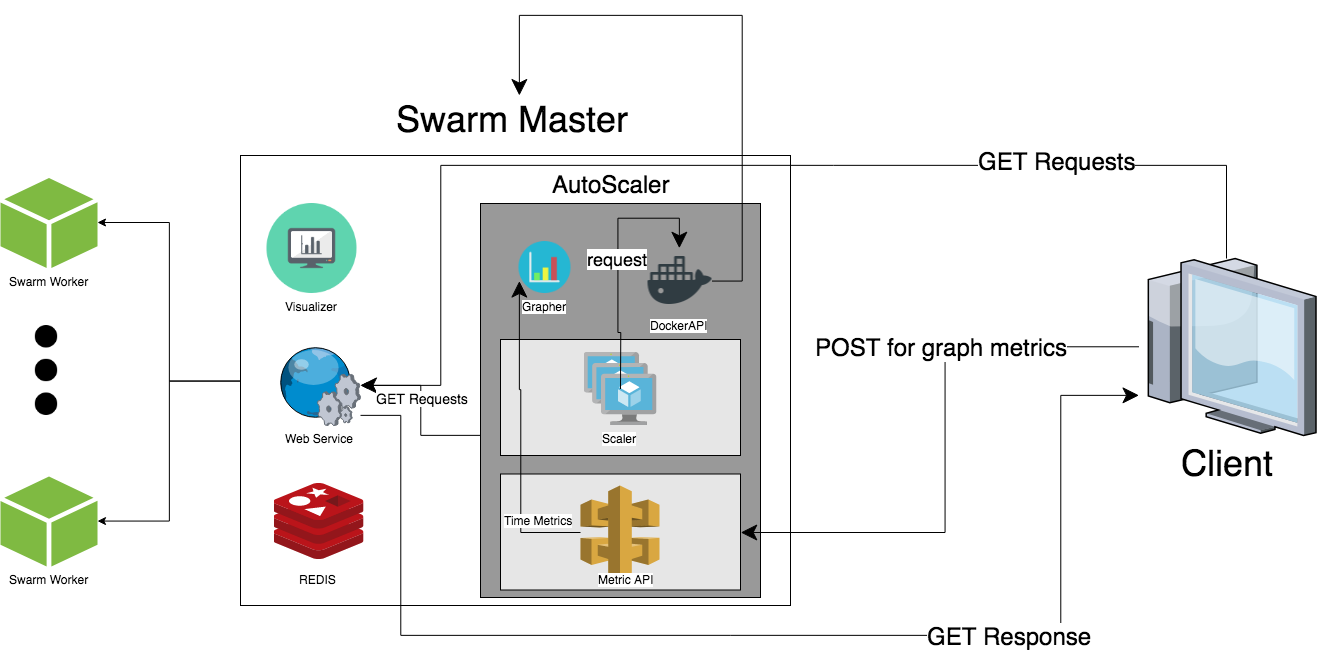 Swarm Master
GET Requests
AutoScaler
request
Swarm Worker
Visualizer
Grapher
DockerAPI
POST for graph metrics
GET Requests
Web Service
Scaler
Client
Time Metrics
Swarm Worker
REDIS
Metric API
GET Response